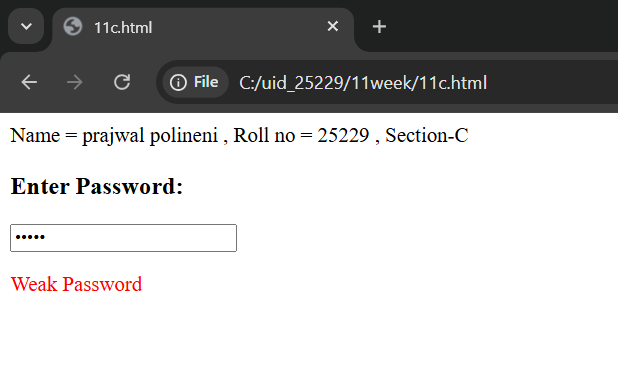 11c.html
File C:/uid_25229/11week/11c.html
Name = prajwal polineni , Roll no = 25229 , Section-C
Enter Password:
•••••
Weak Password